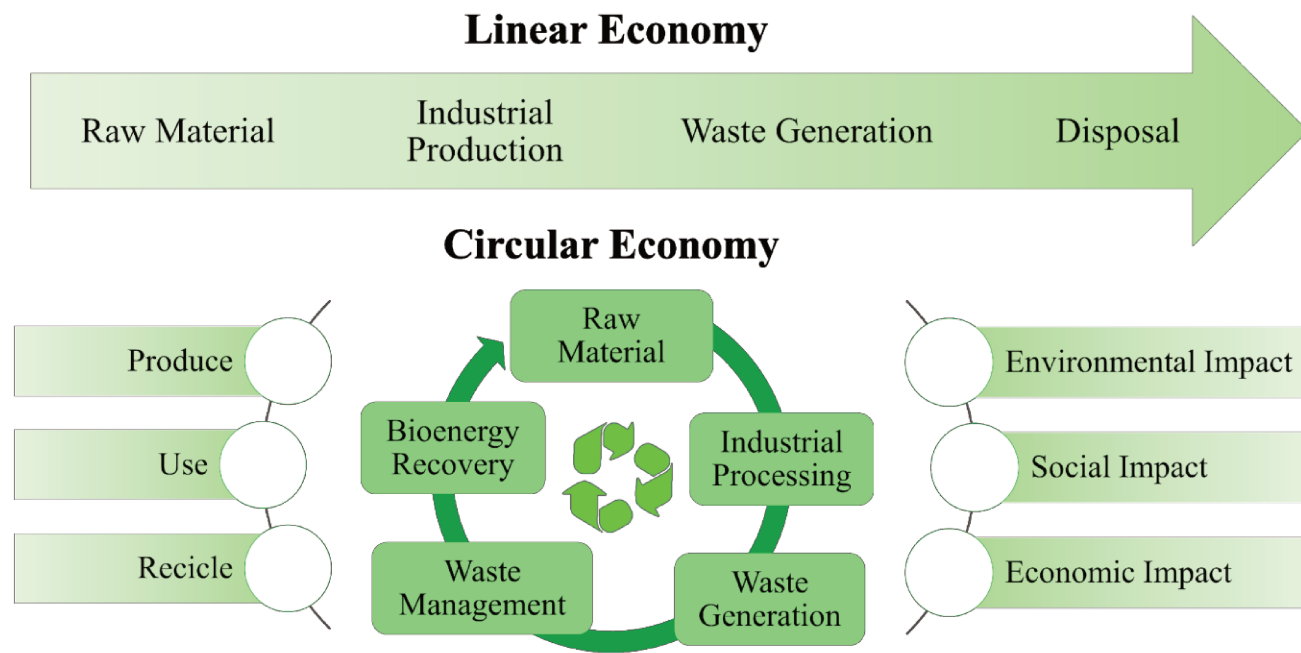 Linear Economy
Raw Material
Industrial
Production
Waste Generation
Disposal
Circular Economy
Produce
Use
Recicle
Raw
Material
Industrial
Processing
Waste
Generation
Waste
Management
Bioenergy
Recovery
Environmental Impact
Social Impact
Economic Impact